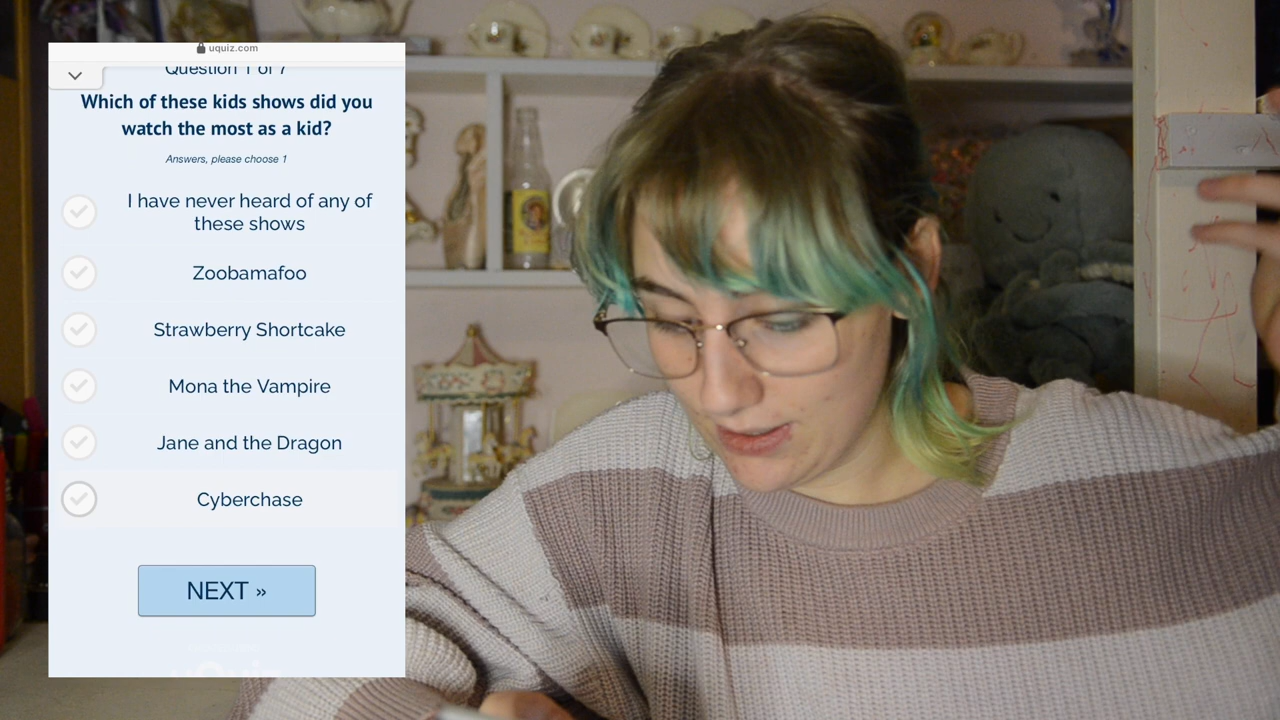 uquiz.com
Question 1 of 7
Which of these kids shows did you
watch the most as a kid?
Answers, please choose 1
I have never heard of any of
these shows
Zoobamafoo
Strawberry Shortcake
Mona the Vampire
Jane and the Dragon
Cyberchase
NEXT »